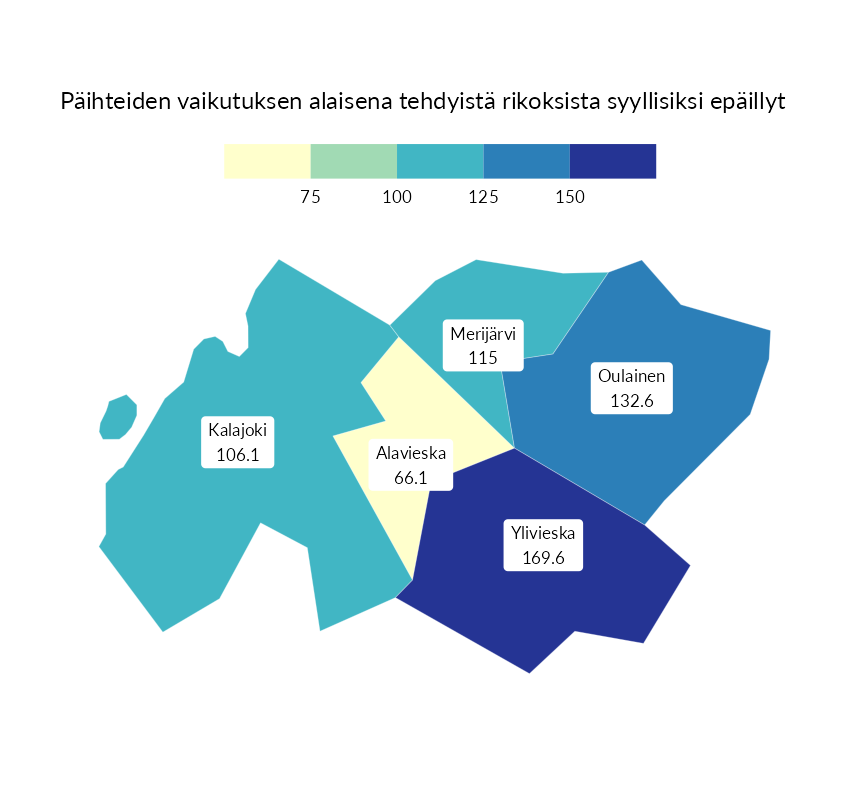 Päihteiden vaikutuksen alaisena tehdyistä rikoksista syyllisiksi epäillyt
75 100 125 150
Merijärvi
115
Oulainen
132.6
Kalajoki
106.1
Alavieska
66.1
Ylivieska
169.6